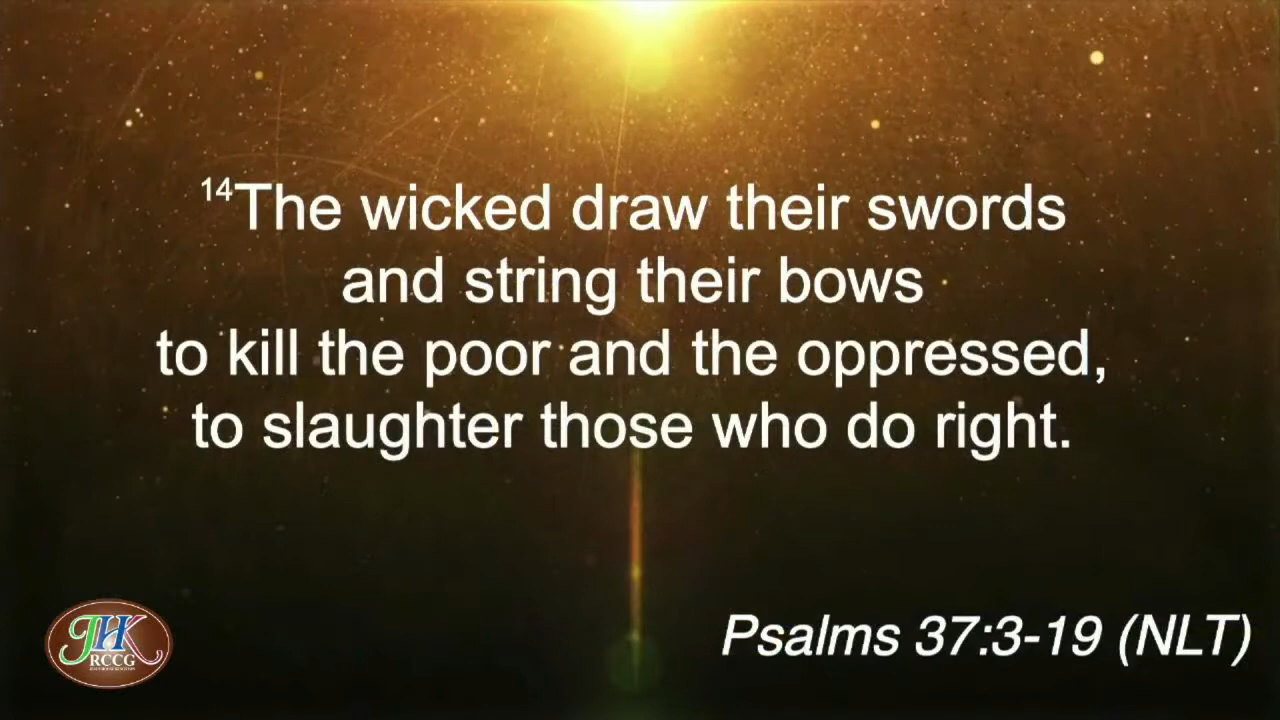 14The wicked draw their swords
and string their bows
to kill the poor and the oppressed,
to slaughter those who do right.
Psalms 37:3-19 (NLT)
JHK
RCCG